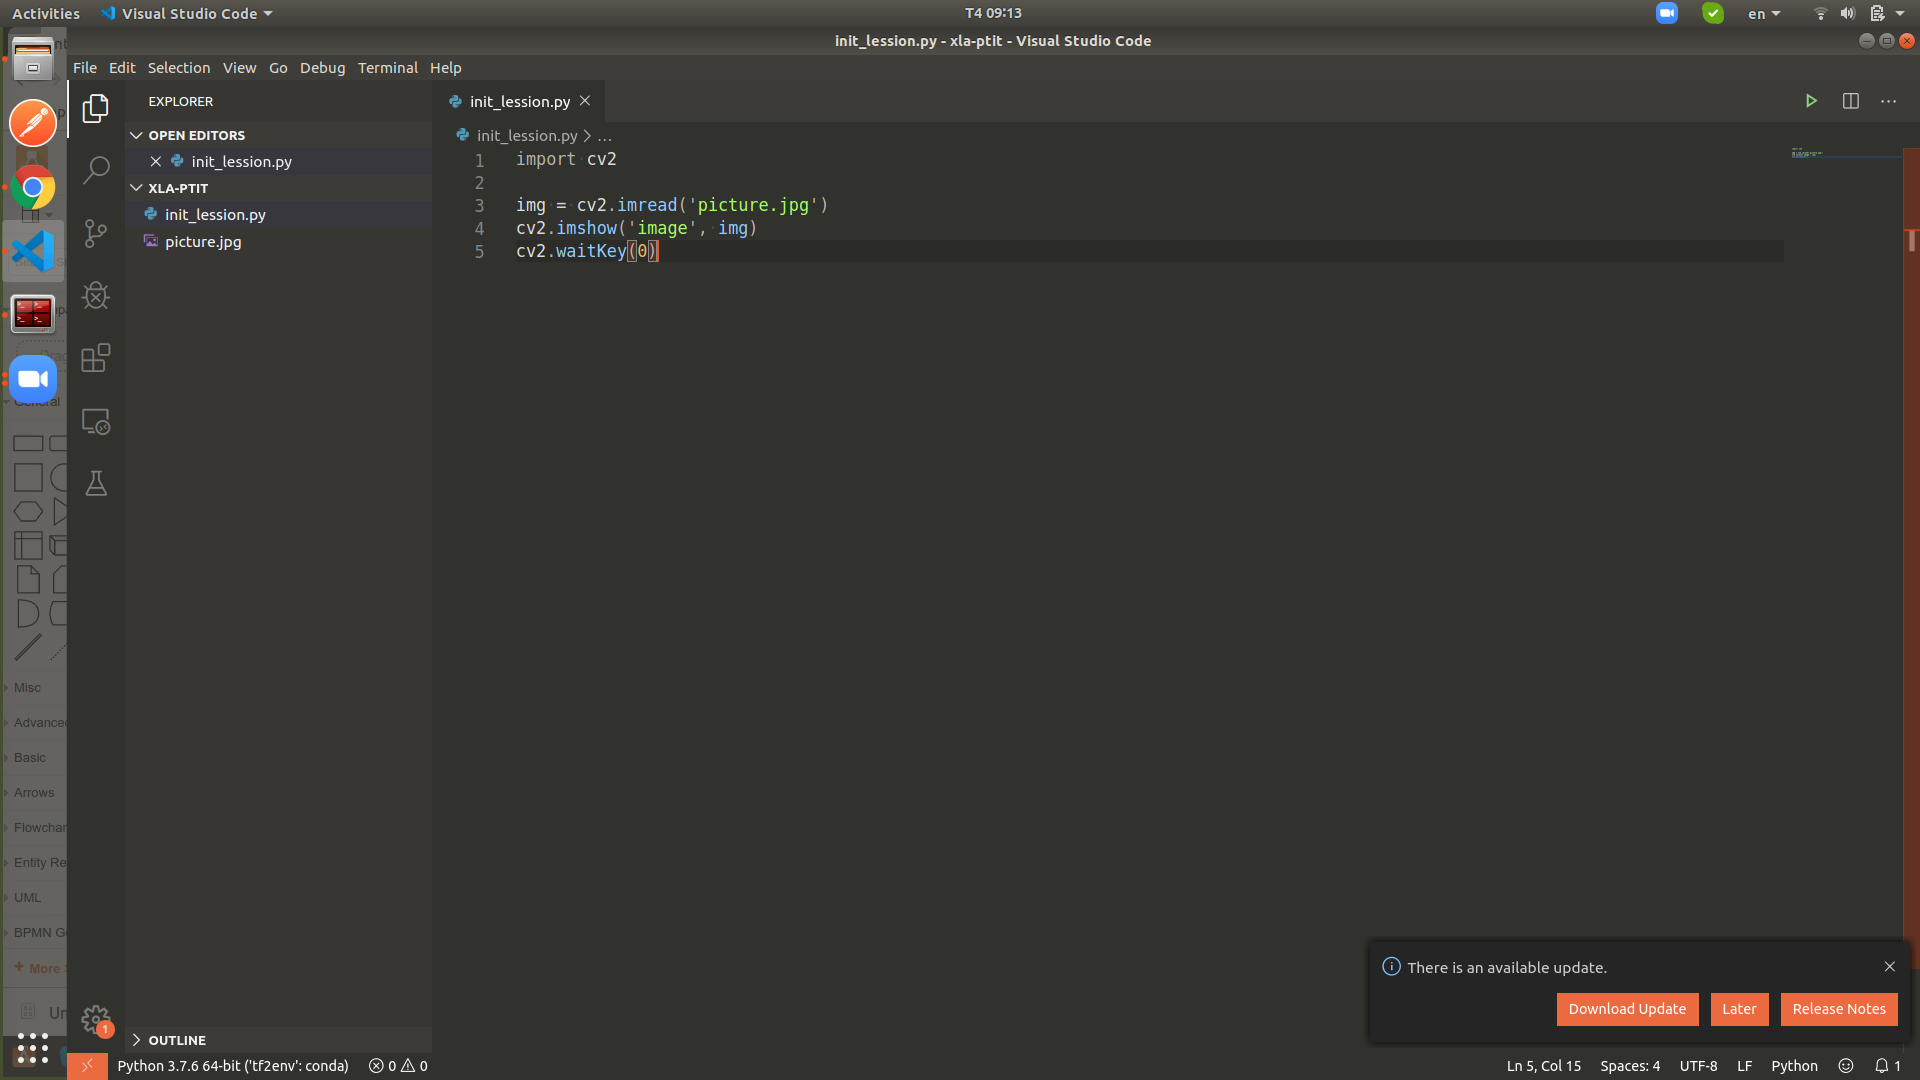 Activities Visual Studio Code T4 09:13 en
init_lession.py - xla-ptit - Visual Studio Code
File Edit Selection View Go Debug Terminal Help
EXPLORER
OPEN EDITORS
init_lession.py
XLA-PTIT
init_lession.py
picture.jpg
OUTLINE
init_lession.py
init_lession.py > ...
1 import cv2
2
3 img = cv2.imread('picture.jpg')
4 cv2.imshow('image', img)
5 cv2.waitKey(0)
General
Misc
Advanced
Basic
Arrows
Flowchar
Entity Re
UML
BPMN G
+ More
Un
1
There is an available update.
Download Update Later Release Notes
Python 3.7.6 64-bit ('tf2env': conda) 0 0 Ln 5, Col 15 Spaces: 4 UTF-8 LF Python 1